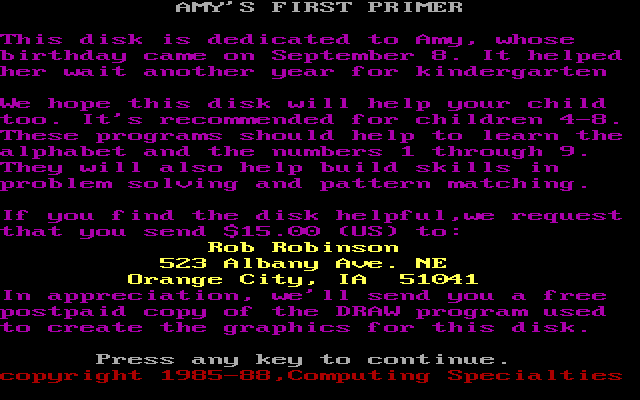 AMY'S FIRST PRIMER
This disk is dedicated to Amy, whose
birthday came on September 8. It helped
her wait another year for kindergarten
We hope this disk will help your child
too. It's recommended for children 4-8.
These programs should help to learn the
alphabet and the numbers 1 through 9.
They will also help build skills in
problem solving and pattern matching.
If you find the disk helpful,we request
that you send $15.00 (US) to:
Rob Robinson
523 Albany Ave. NE
Orange City, IA  51041
In appreciation, we'll send you a free
postpaid copy of the DRAW program used
to create the graphics for this disk.
Press any key to continue.
copyright 1985-88,Computing Specialties